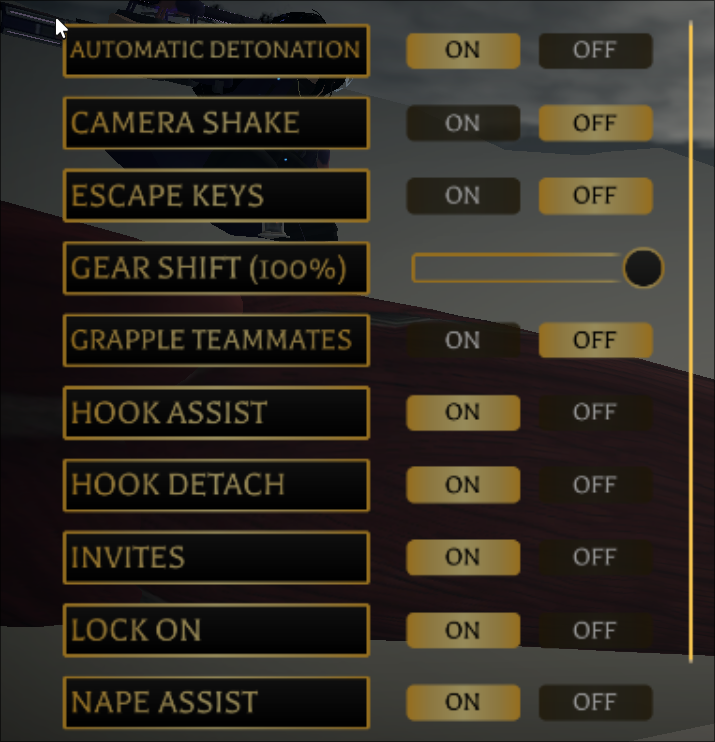 AUTOMATIC DETONATION ON OFF
CAMERA SHAKE ON OFF
ESCAPE KEYS ON OFF
GEAR SHIFT (100%)
GRAPPLE TEAMMATES ON OFF
HOOK ASSIST ON OFF
HOOK DETACH ON OFF
INVITES ON OFF
LOCK ON ON OFF
NAPE ASSIST ON OFF